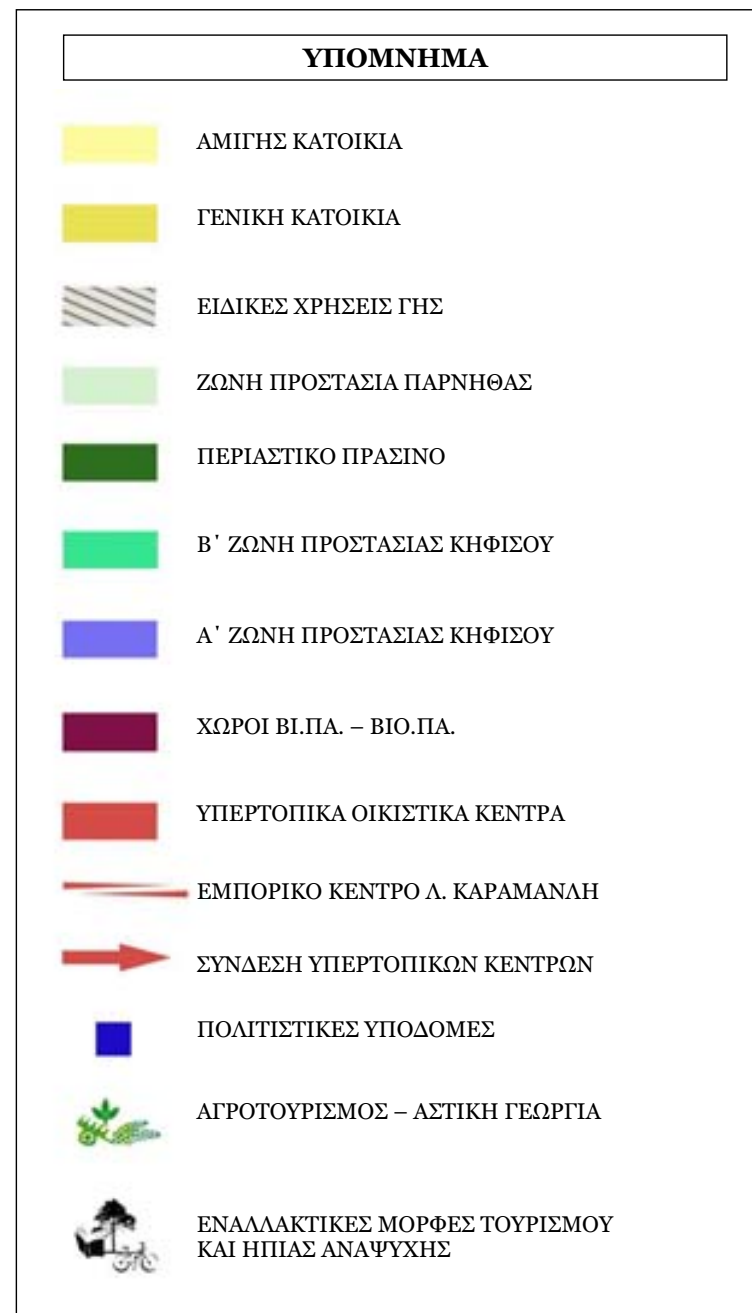 ΥΠΟΜΝΗΜΑ
ΑΜΙΓΗΣ ΚΑΤΟΙΚΙΑ
ΓΕΝΙΚΗ ΚΑΤΟΙΚΙΑ
ΕΙΔΙΚΕΣ ΧΡΗΣΕΙΣ ΓΗΣ
ΖΩΝΗ ΠΡΟΣΤΑΣΙΑ ΠΑΡΝΗΘΑΣ
ΠΕΡΙΑΣΤΙΚΟ ΠΡΑΣΙΝΟ
Β΄ ΖΩΝΗ ΠΡΟΣΤΑΣΙΑΣ ΚΗΦΙΣΟΥ
Α΄ ΖΩΝΗ ΠΡΟΣΤΑΣΙΑΣ ΚΗΦΙΣΟΥ
ΧΩΡΟΙ ΒΙ.ΠΑ. – ΒΙΟ.ΠΑ.
ΥΠΕΡΤΟΠΙΚΑ ΟΙΚΙΣΤΙΚΑ ΚΕΝΤΡΑ
ΕΜΠΟΡΙΚΟ ΚΕΝΤΡΟ Λ. ΚΑΡΑΜΑΝΛΗ
ΣΥΝΔΕΣΗ ΥΠΕΡΤΟΠΙΚΩΝ ΚΕΝΤΡΩΝ
ΠΟΛΙΤΙΣΤΙΚΕΣ ΥΠΟΔΟΜΕΣ
ΑΓΡΟΤΟΥΡΙΣΜΟΣ – ΑΣΤΙΚΗ ΓΕΩΡΓΙΑ
ΕΝΑΛΛΑΚΤΙΚΕΣ ΜΟΡΦΕΣ ΤΟΥΡΙΣΜΟΥ
ΚΑΙ ΗΠΙΑΣ ΑΝΑΨΥΧΗΣ